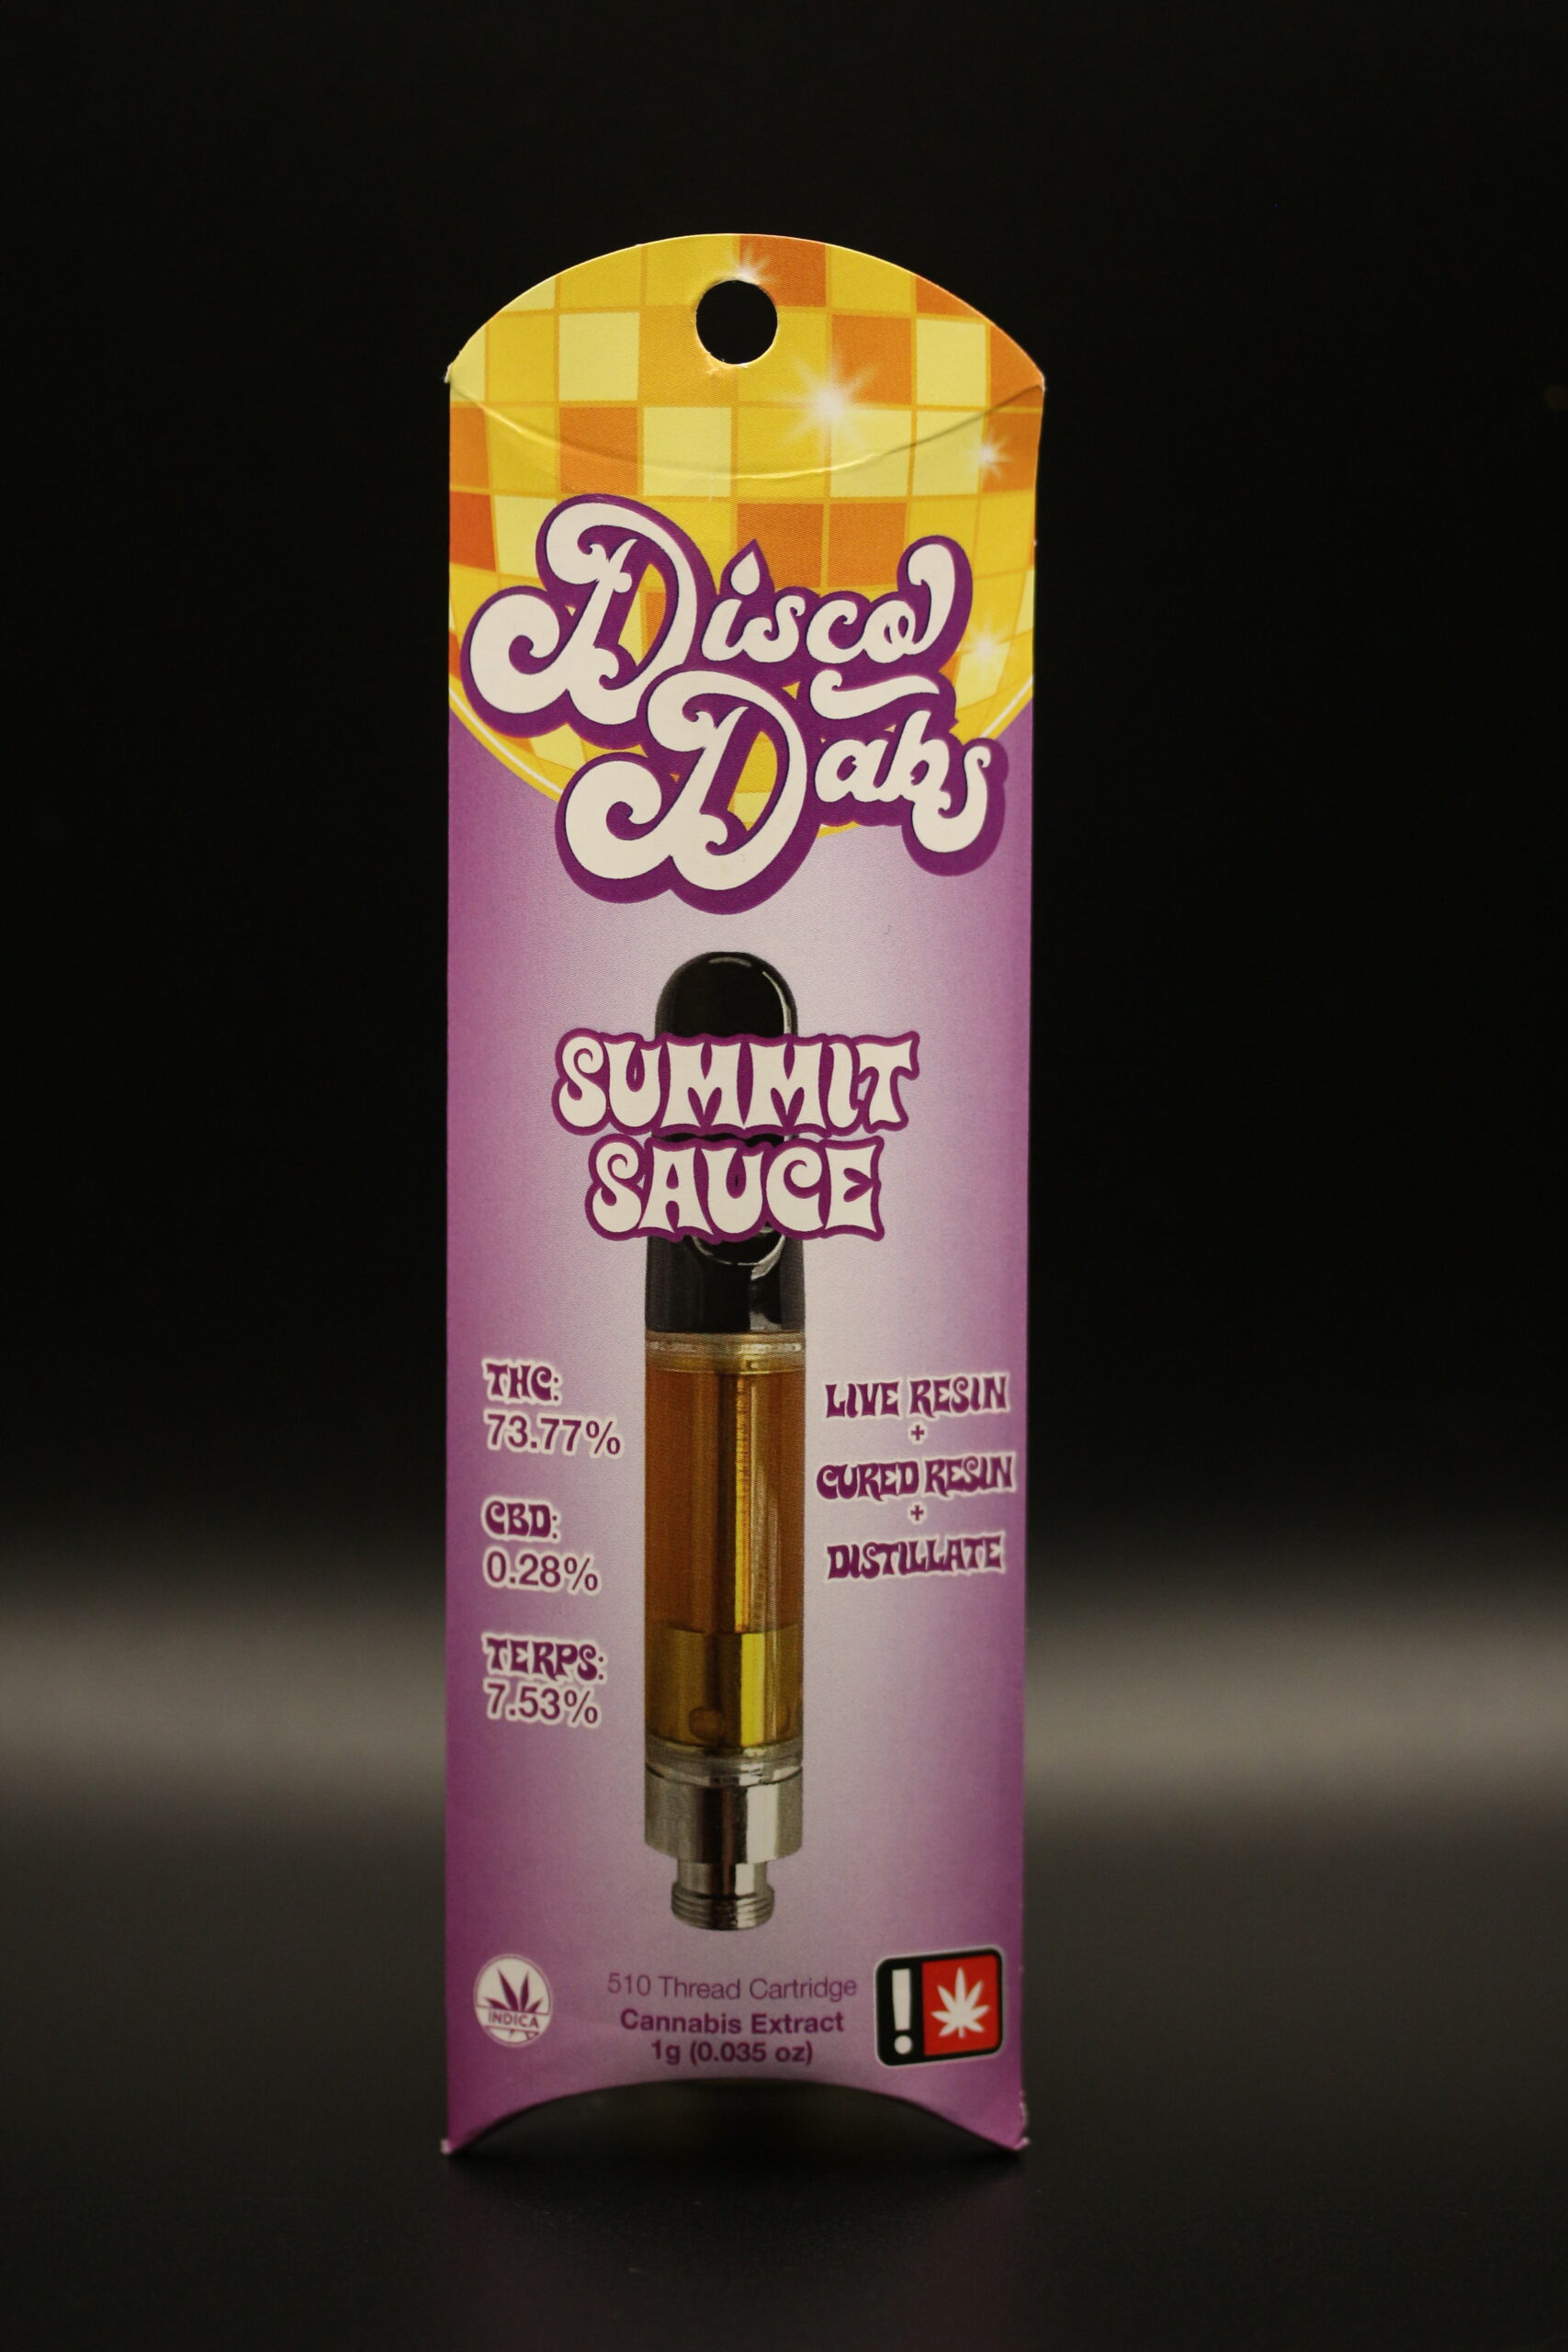 Disco
Dabs
SUMMIT
SAUCE
THC:
73.77%
CBD:
0.28%
TERPS:
7.53%
LIVE RESIN
+
CURED RESIN
+
DISTILLATE
INDICA
510 Thread Cartridge
Cannabis Extract
1g (0.035 oz)
!